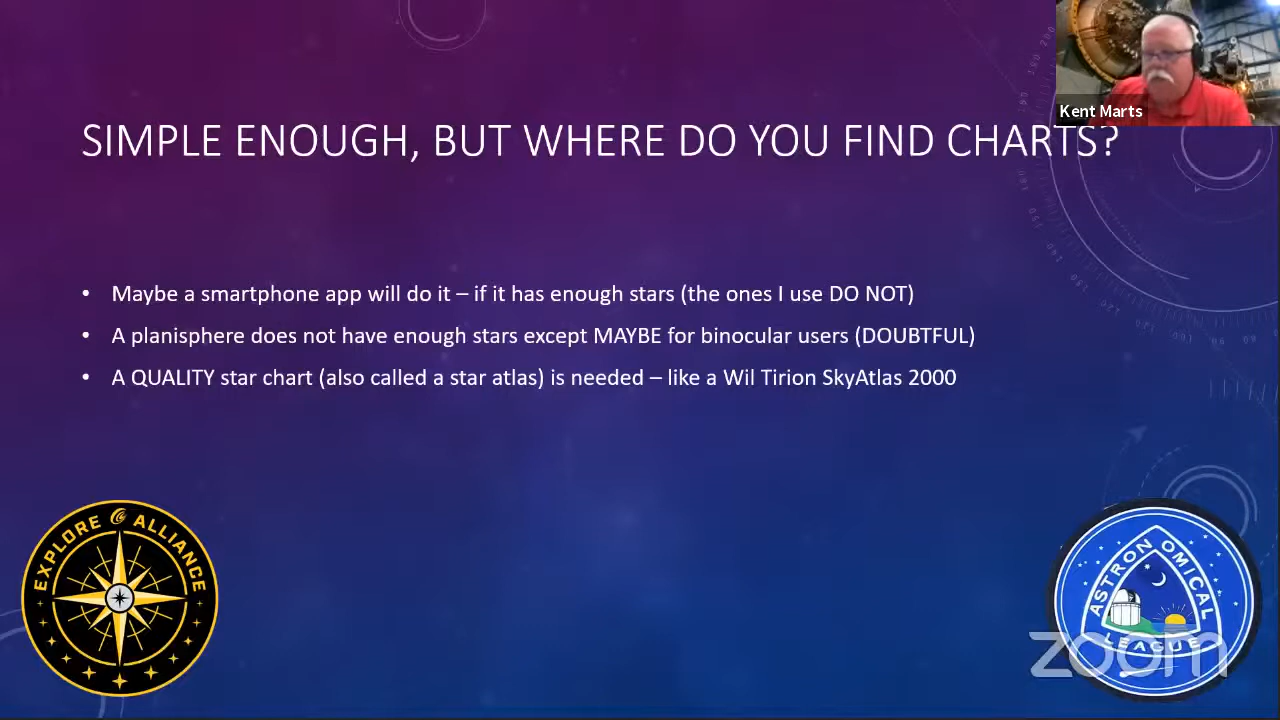 Kent Marts
SIMPLE ENOUGH, BUT WHERE DO YOU FIND CHARTS?
• Maybe a smartphone app will do it – if it has enough stars (the ones I use DO NOT)
• A planisphere does not have enough stars except MAYBE for binocular users (DOUBTFUL)
• A QUALITY star chart (also called a star atlas) is needed – like a Wil Tirion SkyAtlas 2000
EXPLORE ALLIANCE
ASTRONOMICAL
LEAGUE
zoom